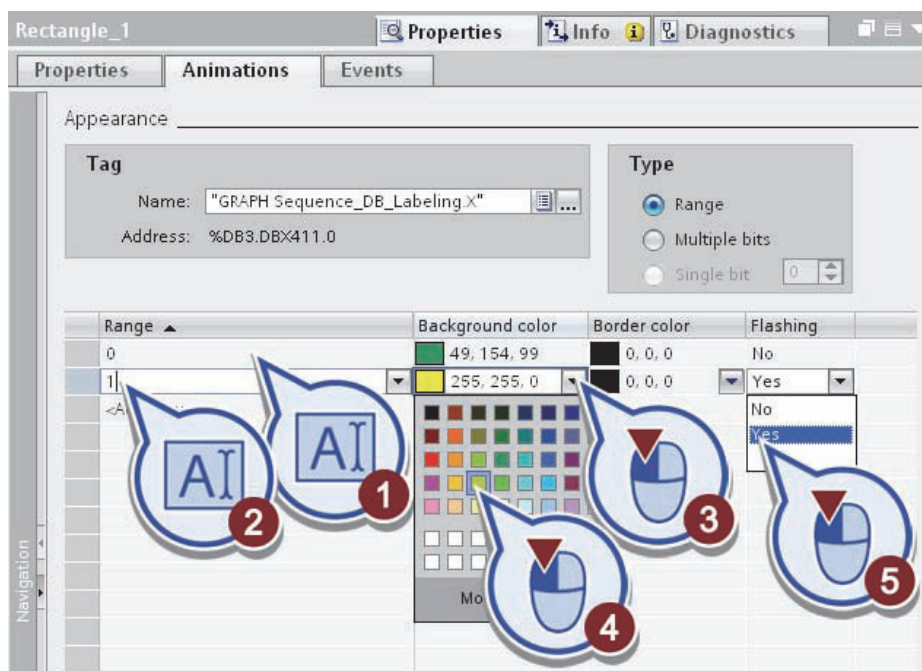 Rectangle_1
Properties
Info
Diagnostics
Properties
Animations
Events
Appearance
Tag
Name: "GRAPH Sequence_DB_Labeling.X" ...
Address: %DB3.DBX411.0
Type
Range
Multiple bits
Single bit 0
Range Background color Border color Flashing
0 49, 154, 99 0, 0, 0 No
1 255, 255, 0 0, 0, 0 Yes
No
Yes
AI
2
AI
1
3
4
5
Navigation